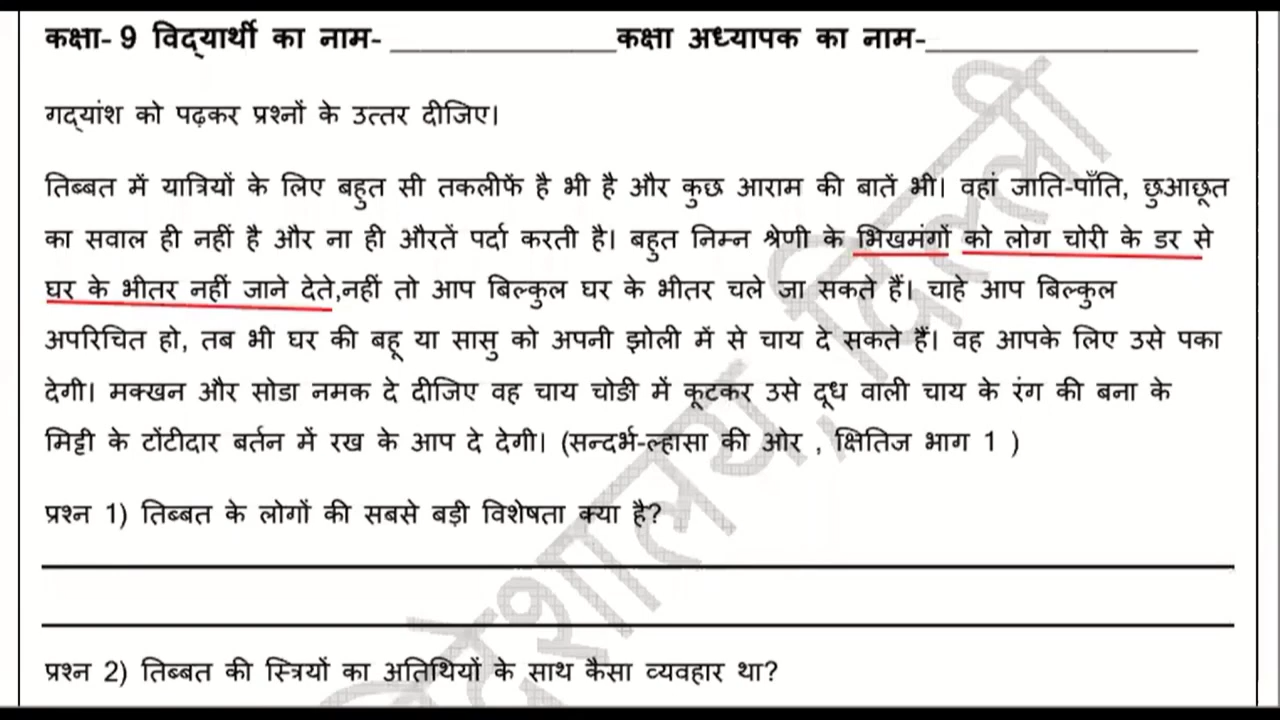 कक्षा- 9 विद्यार्थी का नाम- _______________कक्षा अध्यापक का नाम-__________________
गद्यांश को पढ़कर प्रश्नों के उत्तर दीजिए।
तिब्बत में यात्रियों के लिए बहुत सी तकलीफें है भी है और कुछ आराम की बातें भी। वहां जाति-पाँति, छुआछूत
का सवाल ही नहीं है और ना ही औरतें पर्दा करती है। बहुत निम्न श्रेणी के भिखमंगों को लोग चोरी के डर से
घर के भीतर नहीं जाने देते,नहीं तो आप बिल्कुल घर के भीतर चले जा सकते हैं। चाहे आप बिल्कुल
अपरिचित हो, तब भी घर की बहू या सासु को अपनी झोली में से चाय दे सकते हैं। वह आपके लिए उसे पका
देगी। मक्खन और सोडा नमक दे दीजिए वह चाय चोङी में कूटकर उसे दूध वाली चाय के रंग की बना के
मिट्टी के टोंटीदार बर्तन में रख के आप दे देगी। (सन्दर्भ-ल्हासा की ओर , क्षितिज भाग 1 )
प्रश्न 1) तिब्बत के लोगों की सबसे बड़ी विशेषता क्या है?
प्रश्न 2) तिब्बत की स्त्रियों का अतिथियों के साथ कैसा व्यवहार था?